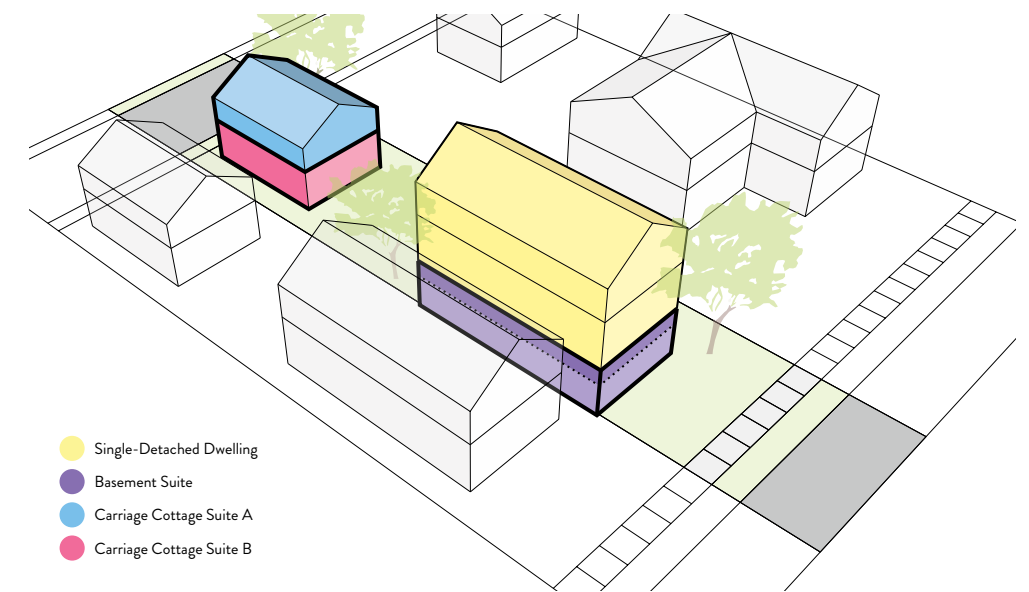 Single-Detached Dwelling
Basement Suite
Carriage Cottage Suite A
Carriage Cottage Suite B